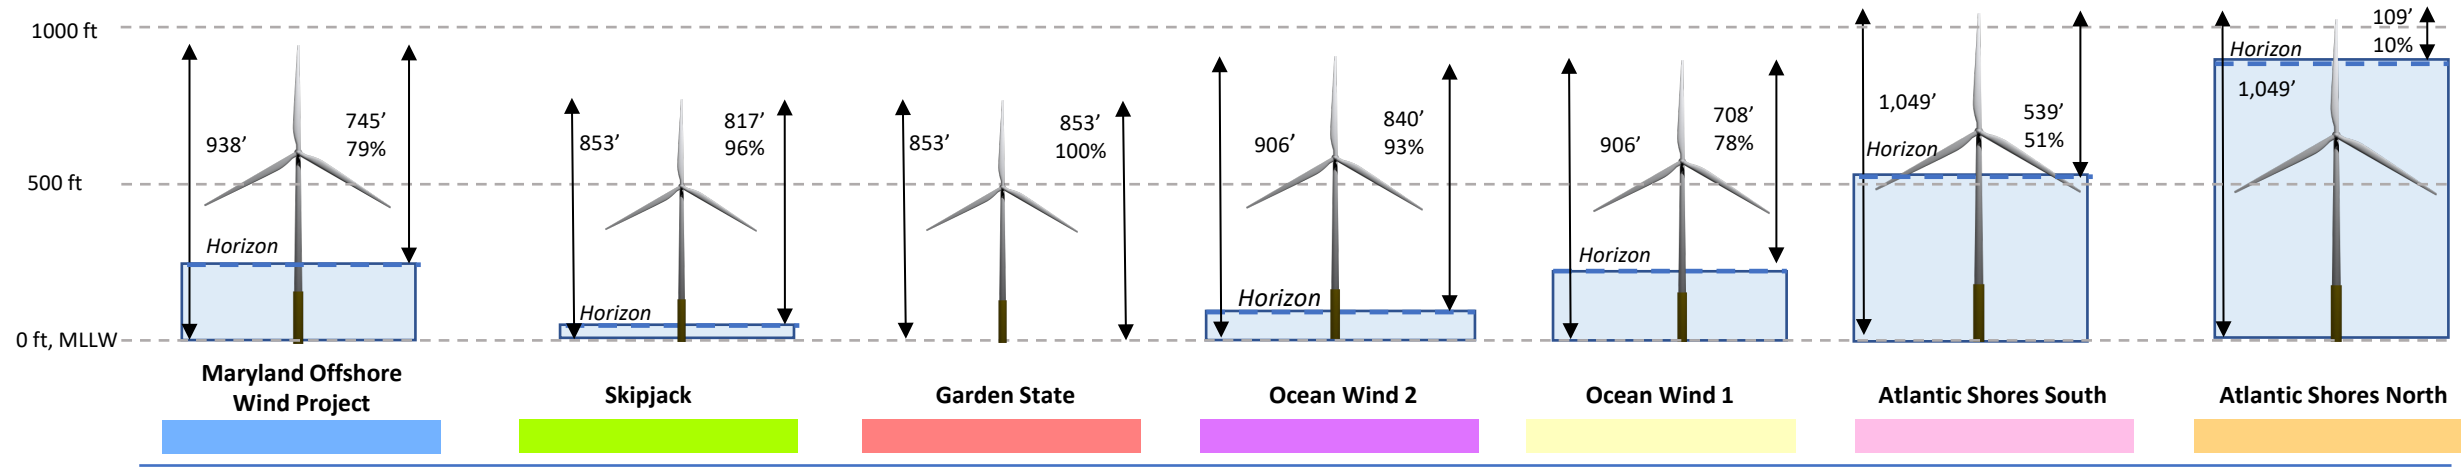 1000 ft
500 ft
0 ft, MLLW
938’
745’
79%
Horizon
Maryland Offshore
Wind Project
853’
817’
96%
Horizon
Skipjack
853’
853’
100%
Garden State
906’
840’
93%
Horizon
Ocean Wind 2
906’
708’
78%
Horizon
Ocean Wind 1
1,049’
539’
51%
Horizon
Atlantic Shores South
109’
10%
Horizon
1,049’
Atlantic Shores North